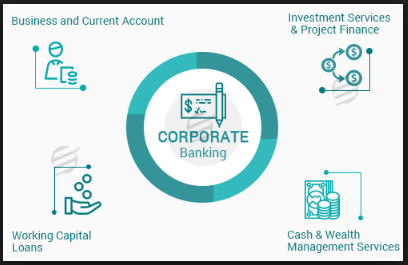 Business and Current Account
Investment Services
& Project Finance
$
$
$
$
CORPORATE
Banking
Working Capital
Loans
Cash & Wealth
Management Services